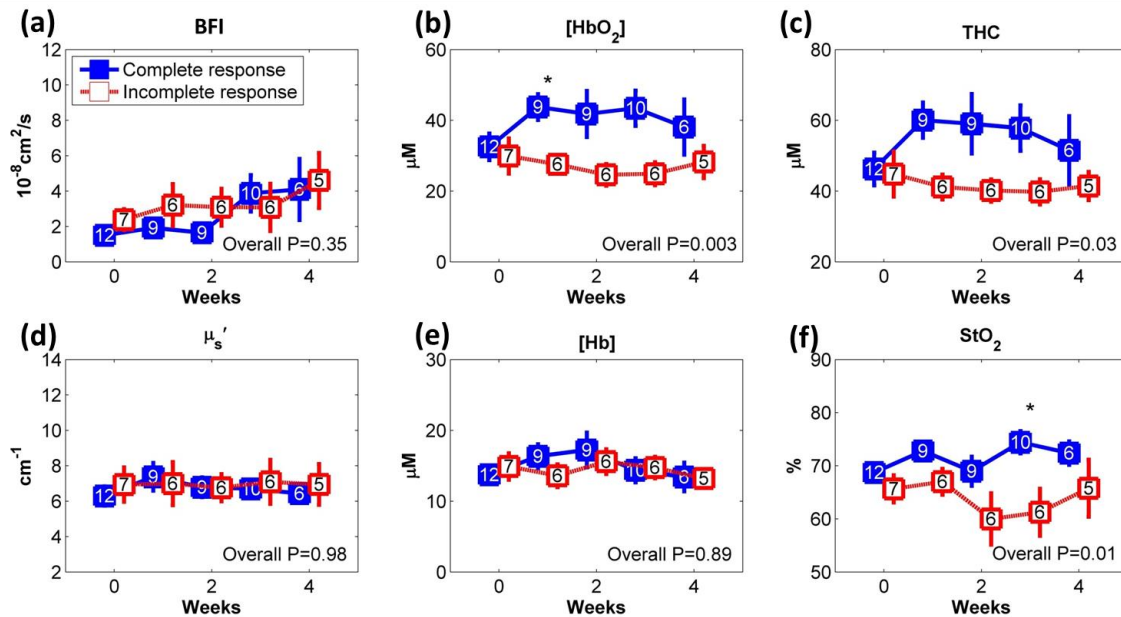 (a) BFI
12
10
8
6
4
2
0
10⁻⁸cm²/s
Complete response
Incomplete response
12 9 9 10 6
7 6 6 6 5
Overall P=0.35
0 2 4
Weeks
(b) [HbO₂]
60
40
20
0
μM
*
12 9 9 10 6
7 6 6 6 5
Overall P=0.003
0 2 4
Weeks
(c) THC
80
60
40
20
μM
12 9 9 10 6
7 6 6 6 5
Overall P=0.03
0 2 4
Weeks
(d) μₛ′
14
12
10
8
6
4
2
cm⁻¹
12 9 9 10 6
7 6 6 6 5
Overall P=0.98
0 2 4
Weeks
(e) [Hb]
30
20
10
0
μM
12 9 9 10 6
7 6 6 6 5
Overall P=0.89
0 2 4
Weeks
(f) StO₂
90
80
70
60
50
%
*
12 9 9 10 6
7 6 6 6 5
Overall P=0.01
0 2 4
Weeks